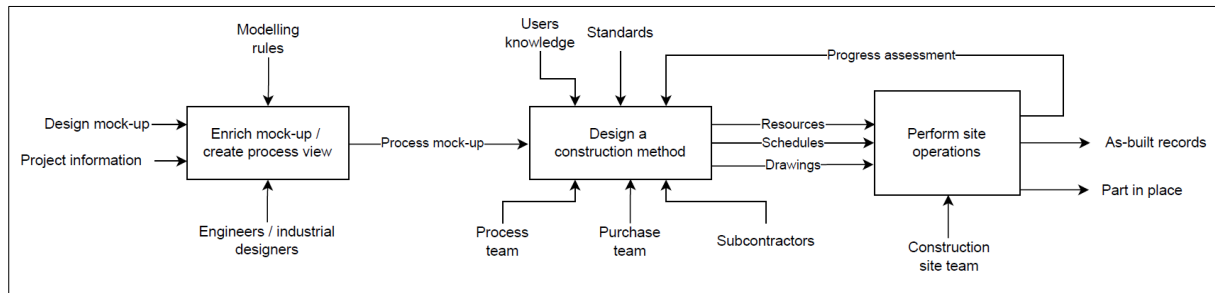 Modelling
rules
Users
knowledge
Standards
Progress assessment
Design mock-up
Project information
Enrich mock-up /
create process view
Process mock-up
Design a
construction method
Resources
Schedules
Drawings
Perform site
operations
As-built records
Part in place
Engineers / industrial
designers
Process
team
Purchase
team
Subcontractors
Construction
site team